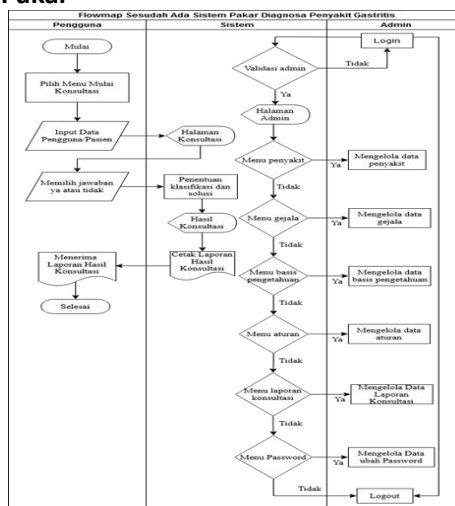 Pakar
Flowmap Sesudah Ada Sistem Pakar Diagnosa Penyakit Gastritis
Pengguna
Sistem
Admin
Mulai
Pilih Menu Mulai
Konsultasi
Input Data
Pengguna/Pasien
Halaman
Konsultasi
Memilih jawaban
ya atau tidak
Penentuan
klasifikasi dan
solusi
Hasil
Konsultasi
Cetak Laporan
Hasil
Konsultasi
Menerima
Laporan Hasil
Konsultasi
Selesai
Login
Validasi admin
Tidak
Ya
Halaman
Admin
Menu penyakit
Ya
Mengelola data
penyakit
Tidak
Menu gejala
Ya
Mengelola data
gejala
Tidak
Menu basis
pengetahuan
Ya
Mengelola data
basis pengetahuan
Tidak
Menu aturan
Ya
Mengelola data
aturan
Tidak
Menu laporan
konsultasi
Ya
Mengelola Data
Laporan
Konsultasi
Tidak
Menu Password
Ya
Mengelola Data
ubah Password
Tidak
Logout